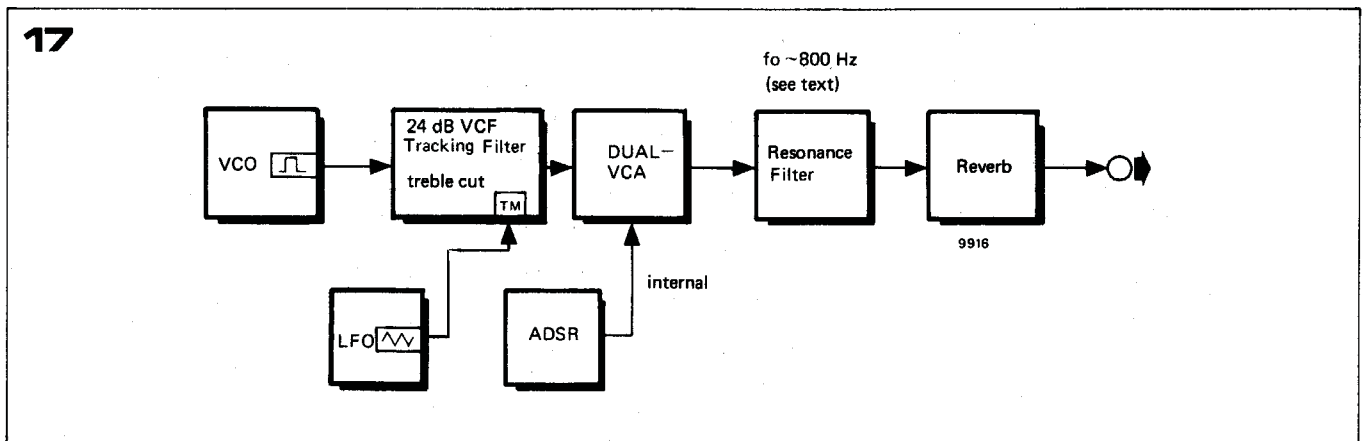 17
fo ~800 Hz
(see text)
VCO
24 dB VCF
Tracking Filter
treble cut
TM
DUAL-
VCA
Resonance
Filter
Reverb
9916
internal
LFO
ADSR